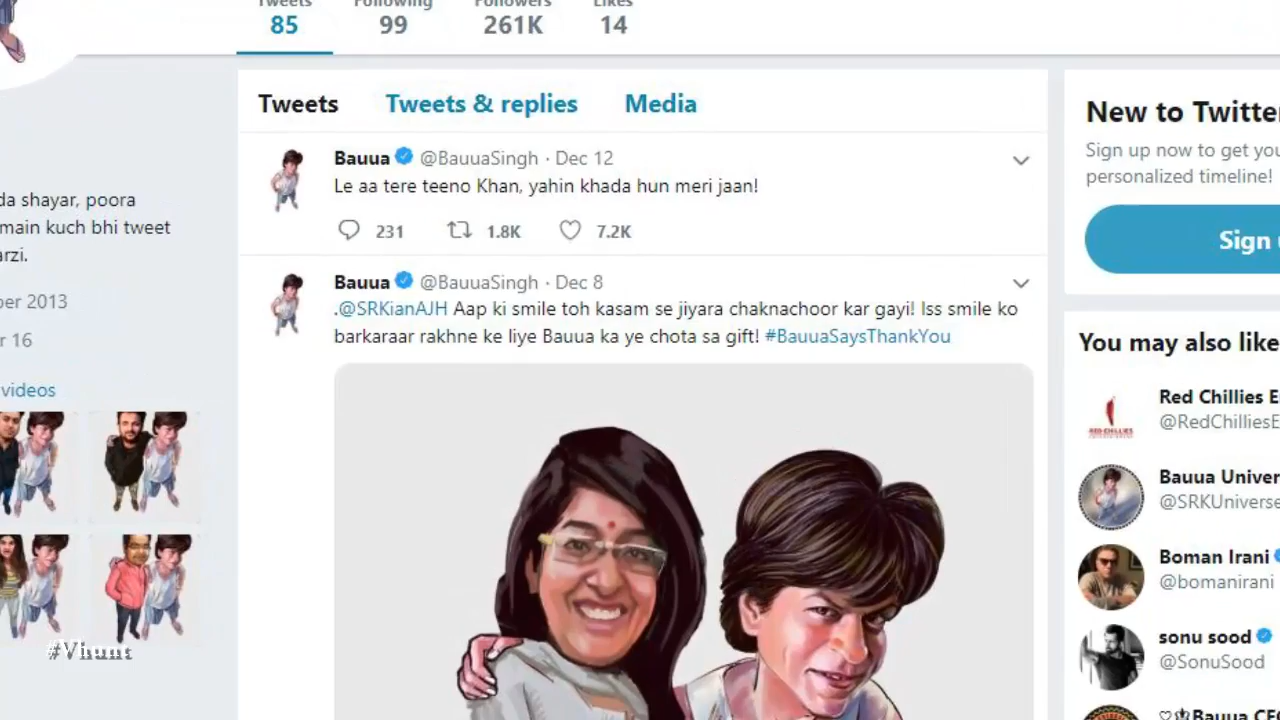 Tweets Following Followers Likes
85 99 261K 14
Tweets Tweets & replies Media
Bauua @BauuaSingh · Dec 12
Le aa tere teeno Khan, yahin khada hun meri jaan!
231 1.8K 7.2K
Bauua @BauuaSingh · Dec 8
.@SRKianAJH Aap ki smile toh kasam se jiyara chaknachoor kar gayi! Iss smile ko
barkaraar rakhne ke liye Bauua ka ye chota sa gift! #BauuaSaysThankYou
da shayar, poora
main kuch bhi tweet
arzi.
ber 2013
r 16
videos
#Vhunt
New to Twitter
Sign up now to get you
personalized timeline!
Sign
You may also like
Red Chillies E
@RedChilliesE
RED CHILLIES
Bauua Univer
@SRKUniverse
Boman Irani
@bomanirani
sonu sood
@SonuSood
Bauua CEO